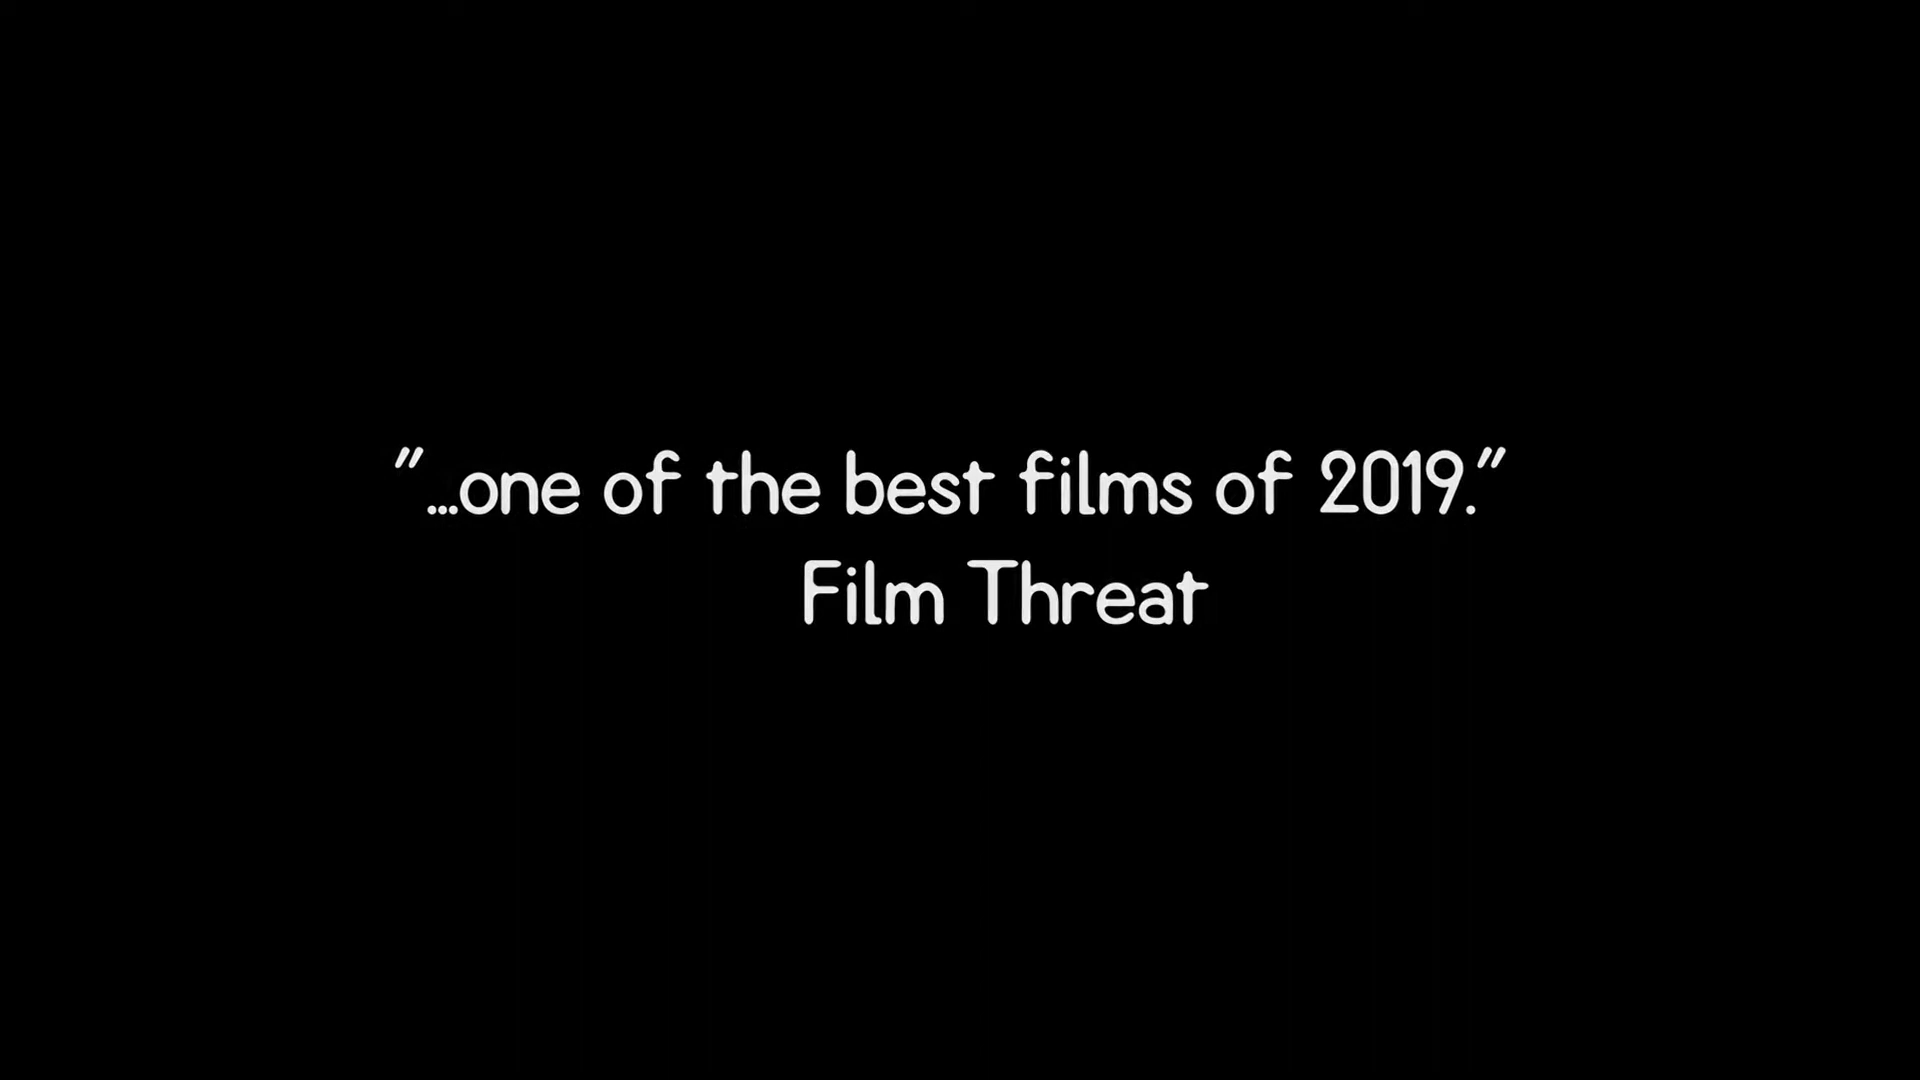 "...one of the best films of 2019."
Film Threat